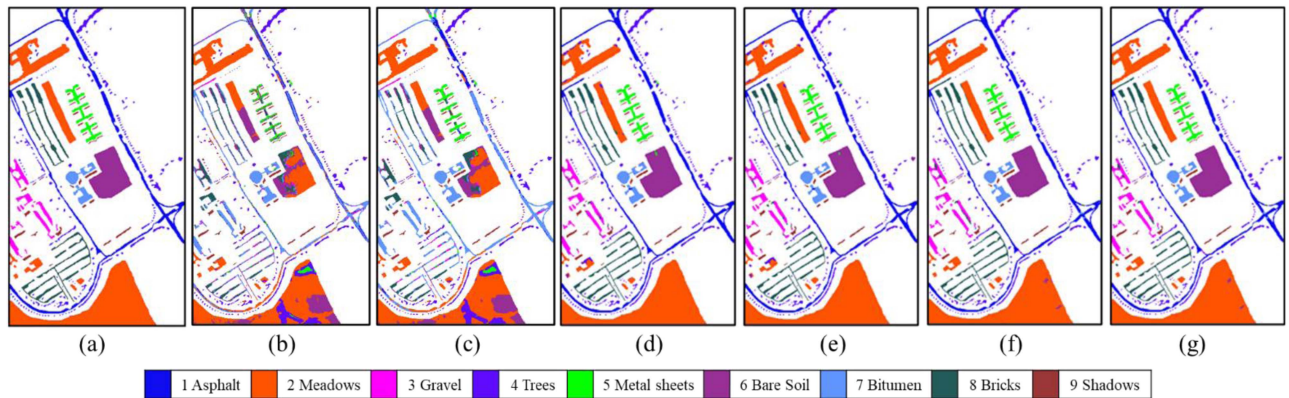 (a) (b) (c) (d) (e) (f) (g)
1 Asphalt 2 Meadows 3 Gravel 4 Trees 5 Metal sheets 6 Bare Soil 7 Bitumen 8 Bricks 9 Shadows